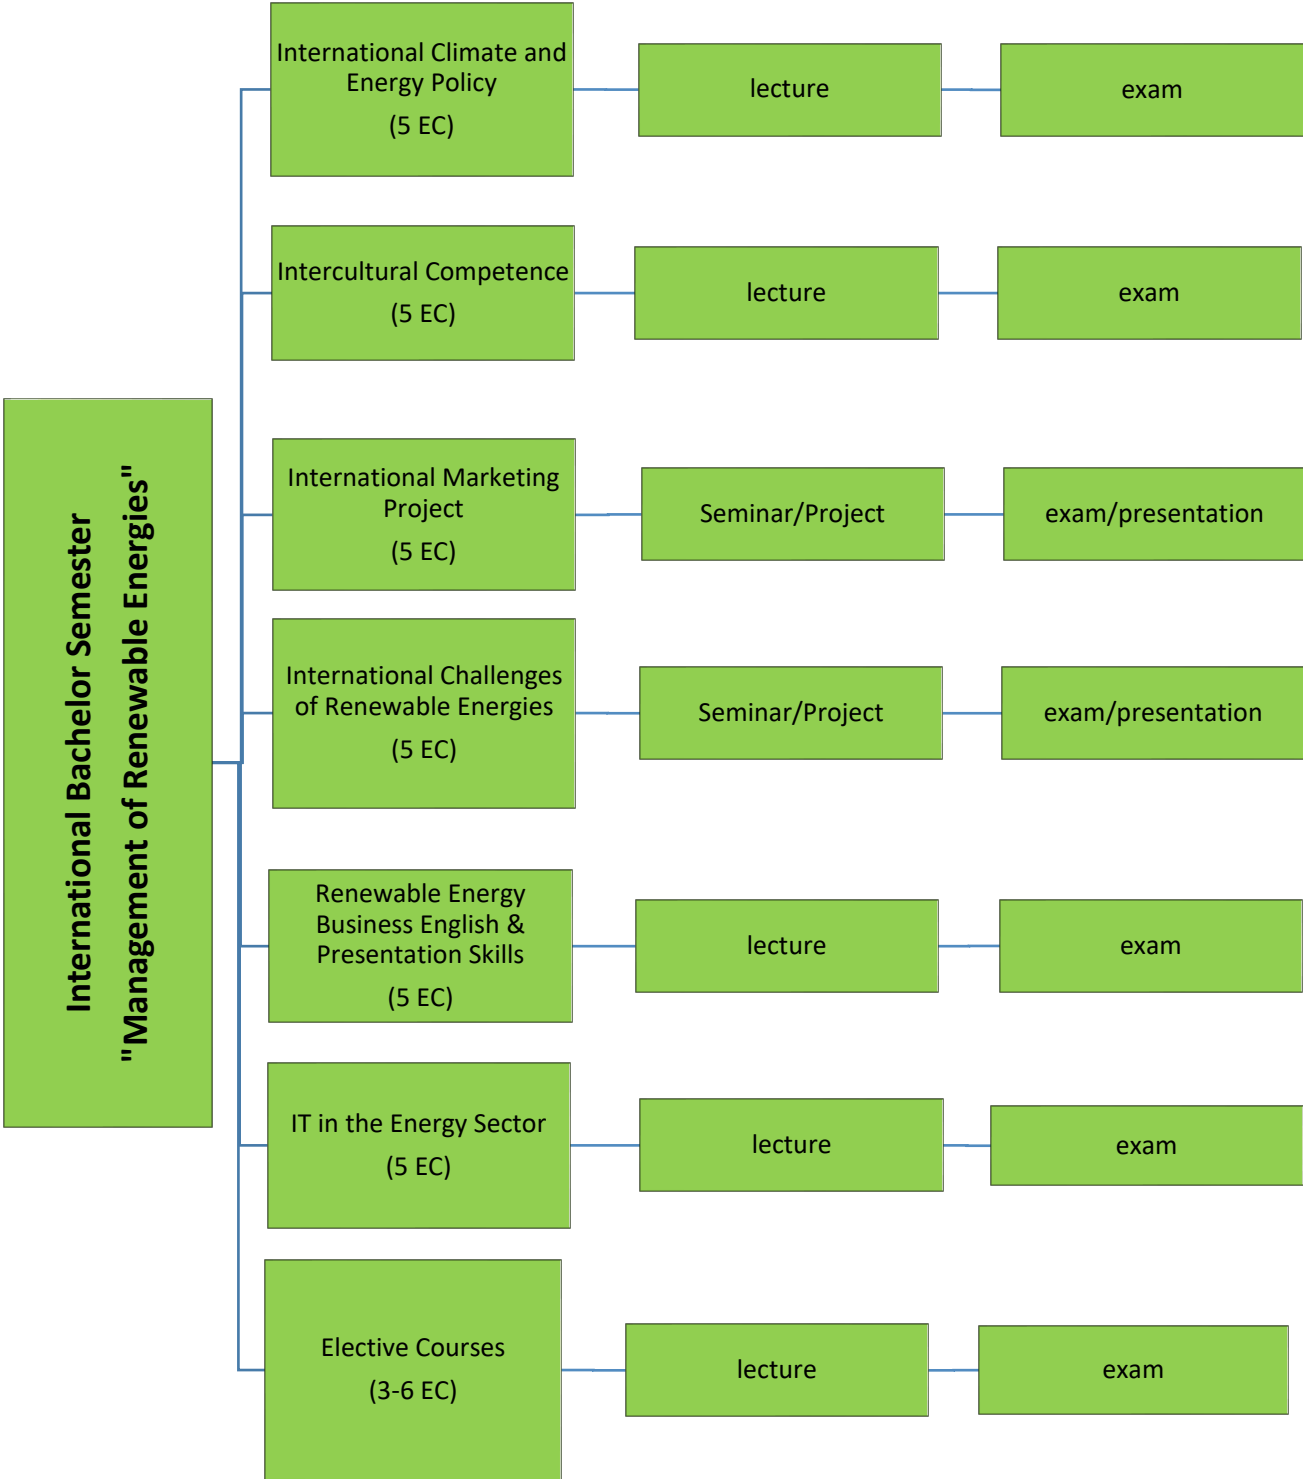 International Bachelor Semester
"Management of Renewable Energies"
International Climate and
Energy Policy
(5 EC)
lecture
exam
Intercultural Competence
(5 EC)
lecture
exam
International Marketing
Project
(5 EC)
Seminar/Project
exam/presentation
International Challenges
of Renewable Energies
(5 EC)
Seminar/Project
exam/presentation
Renewable Energy
Business English &
Presentation Skills
(5 EC)
lecture
exam
IT in the Energy Sector
(5 EC)
lecture
exam
Elective Courses
(3-6 EC)
lecture
exam